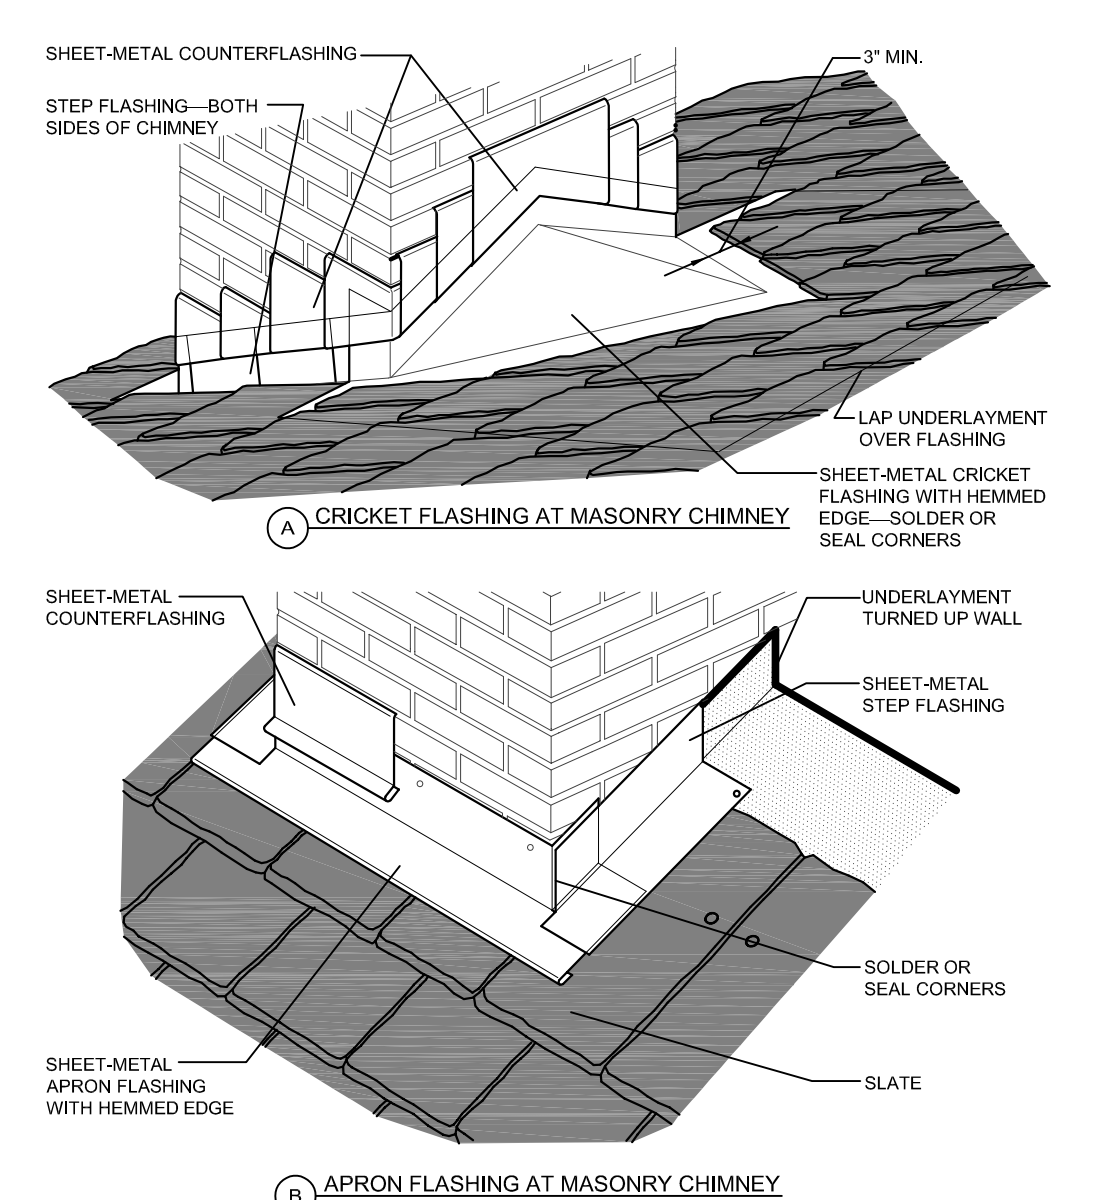 SHEET-METAL COUNTERFLASHING
3" MIN.
STEP FLASHING—BOTH
SIDES OF CHIMNEY
LAP UNDERLAYMENT
OVER FLASHING
SHEET-METAL CRICKET
FLASHING WITH HEMMED
EDGE—SOLDER OR
SEAL CORNERS
A
CRICKET FLASHING AT MASONRY CHIMNEY
SHEET-METAL
COUNTERFLASHING
UNDERLAYMENT
TURNED UP WALL
SHEET-METAL
STEP FLASHING
SOLDER OR
SEAL CORNERS
SHEET-METAL
APRON FLASHING
WITH HEMMED EDGE
SLATE
B
APRON FLASHING AT MASONRY CHIMNEY